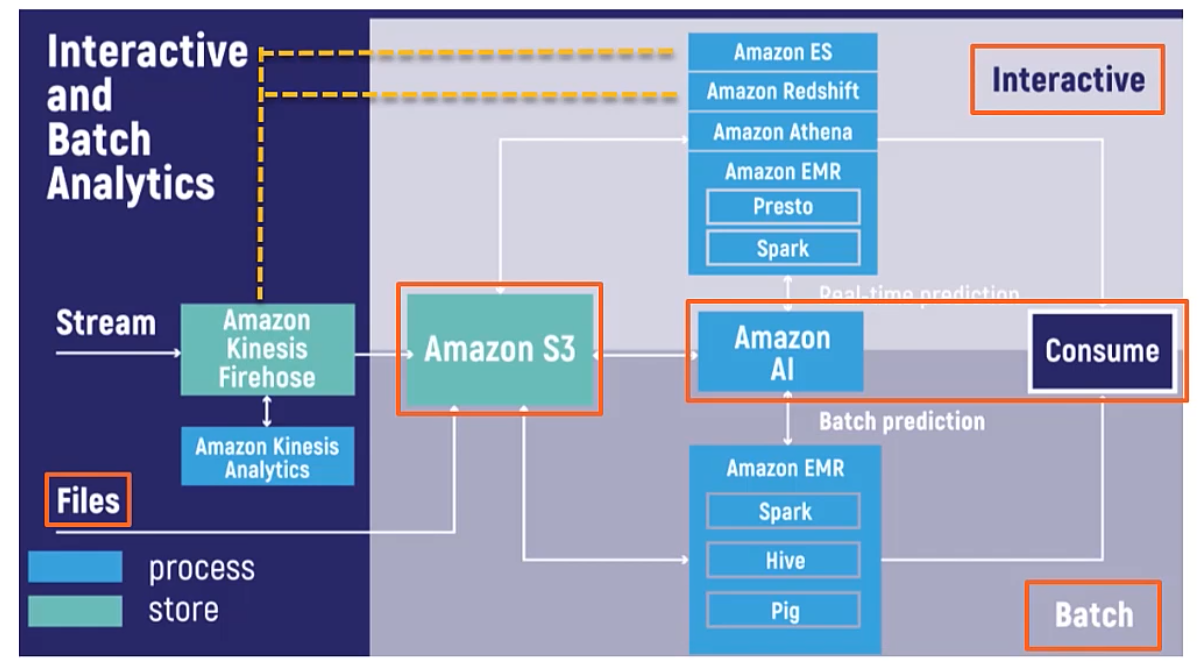 Interactive
and
Batch
Analytics
Amazon ES
Amazon Redshift
Amazon Athena
Amazon EMR
Presto
Spark
Interactive
Real-time prediction
Stream
Amazon
Kinesis
Firehose
Amazon S3
Amazon
AI
Consume
Amazon Kinesis
Analytics
Batch prediction
Files
Amazon EMR
Spark
Hive
Pig
Batch
process
store